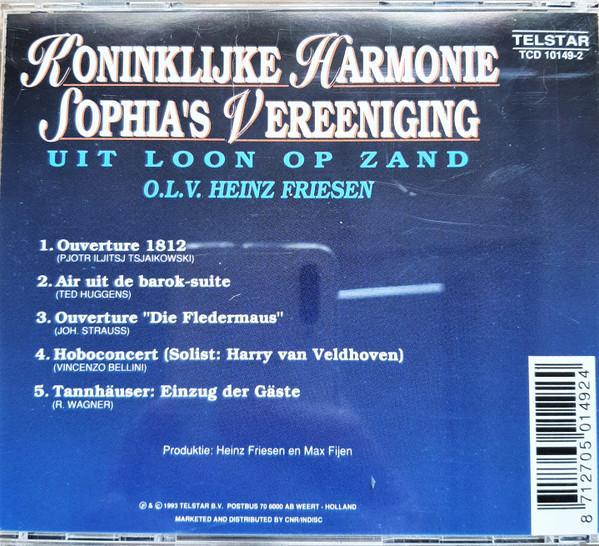 TELSTAR
TCD 10149-2
KONINKLIJKE HARMONIE
SOPHIA'S VEREENIGING
UIT LOON OP ZAND
O.L.V. HEINZ FRIESEN
1. Ouverture 1812
(PJOTR ILJITSJ TSJAIKOWSKI)
2. Air uit de barok-suite
(TED HUGGENS)
3. Ouverture "Die Fledermaus"
(JOH. STRAUSS)
4. Hoboconcert (Solist: Harry van Veldhoven)
(VINCENZO BELLINI)
5. Tannhäuser: Einzug der Gäste
(R. WAGNER)
Produktie: Heinz Friesen en Max Fijen
℗ & © 1993 TELSTAR B.V. POSTBUS 70 6000 AB WEERT - HOLLAND
MARKETED AND DISTRIBUTED BY CNR/INDISC
8 712705 014924